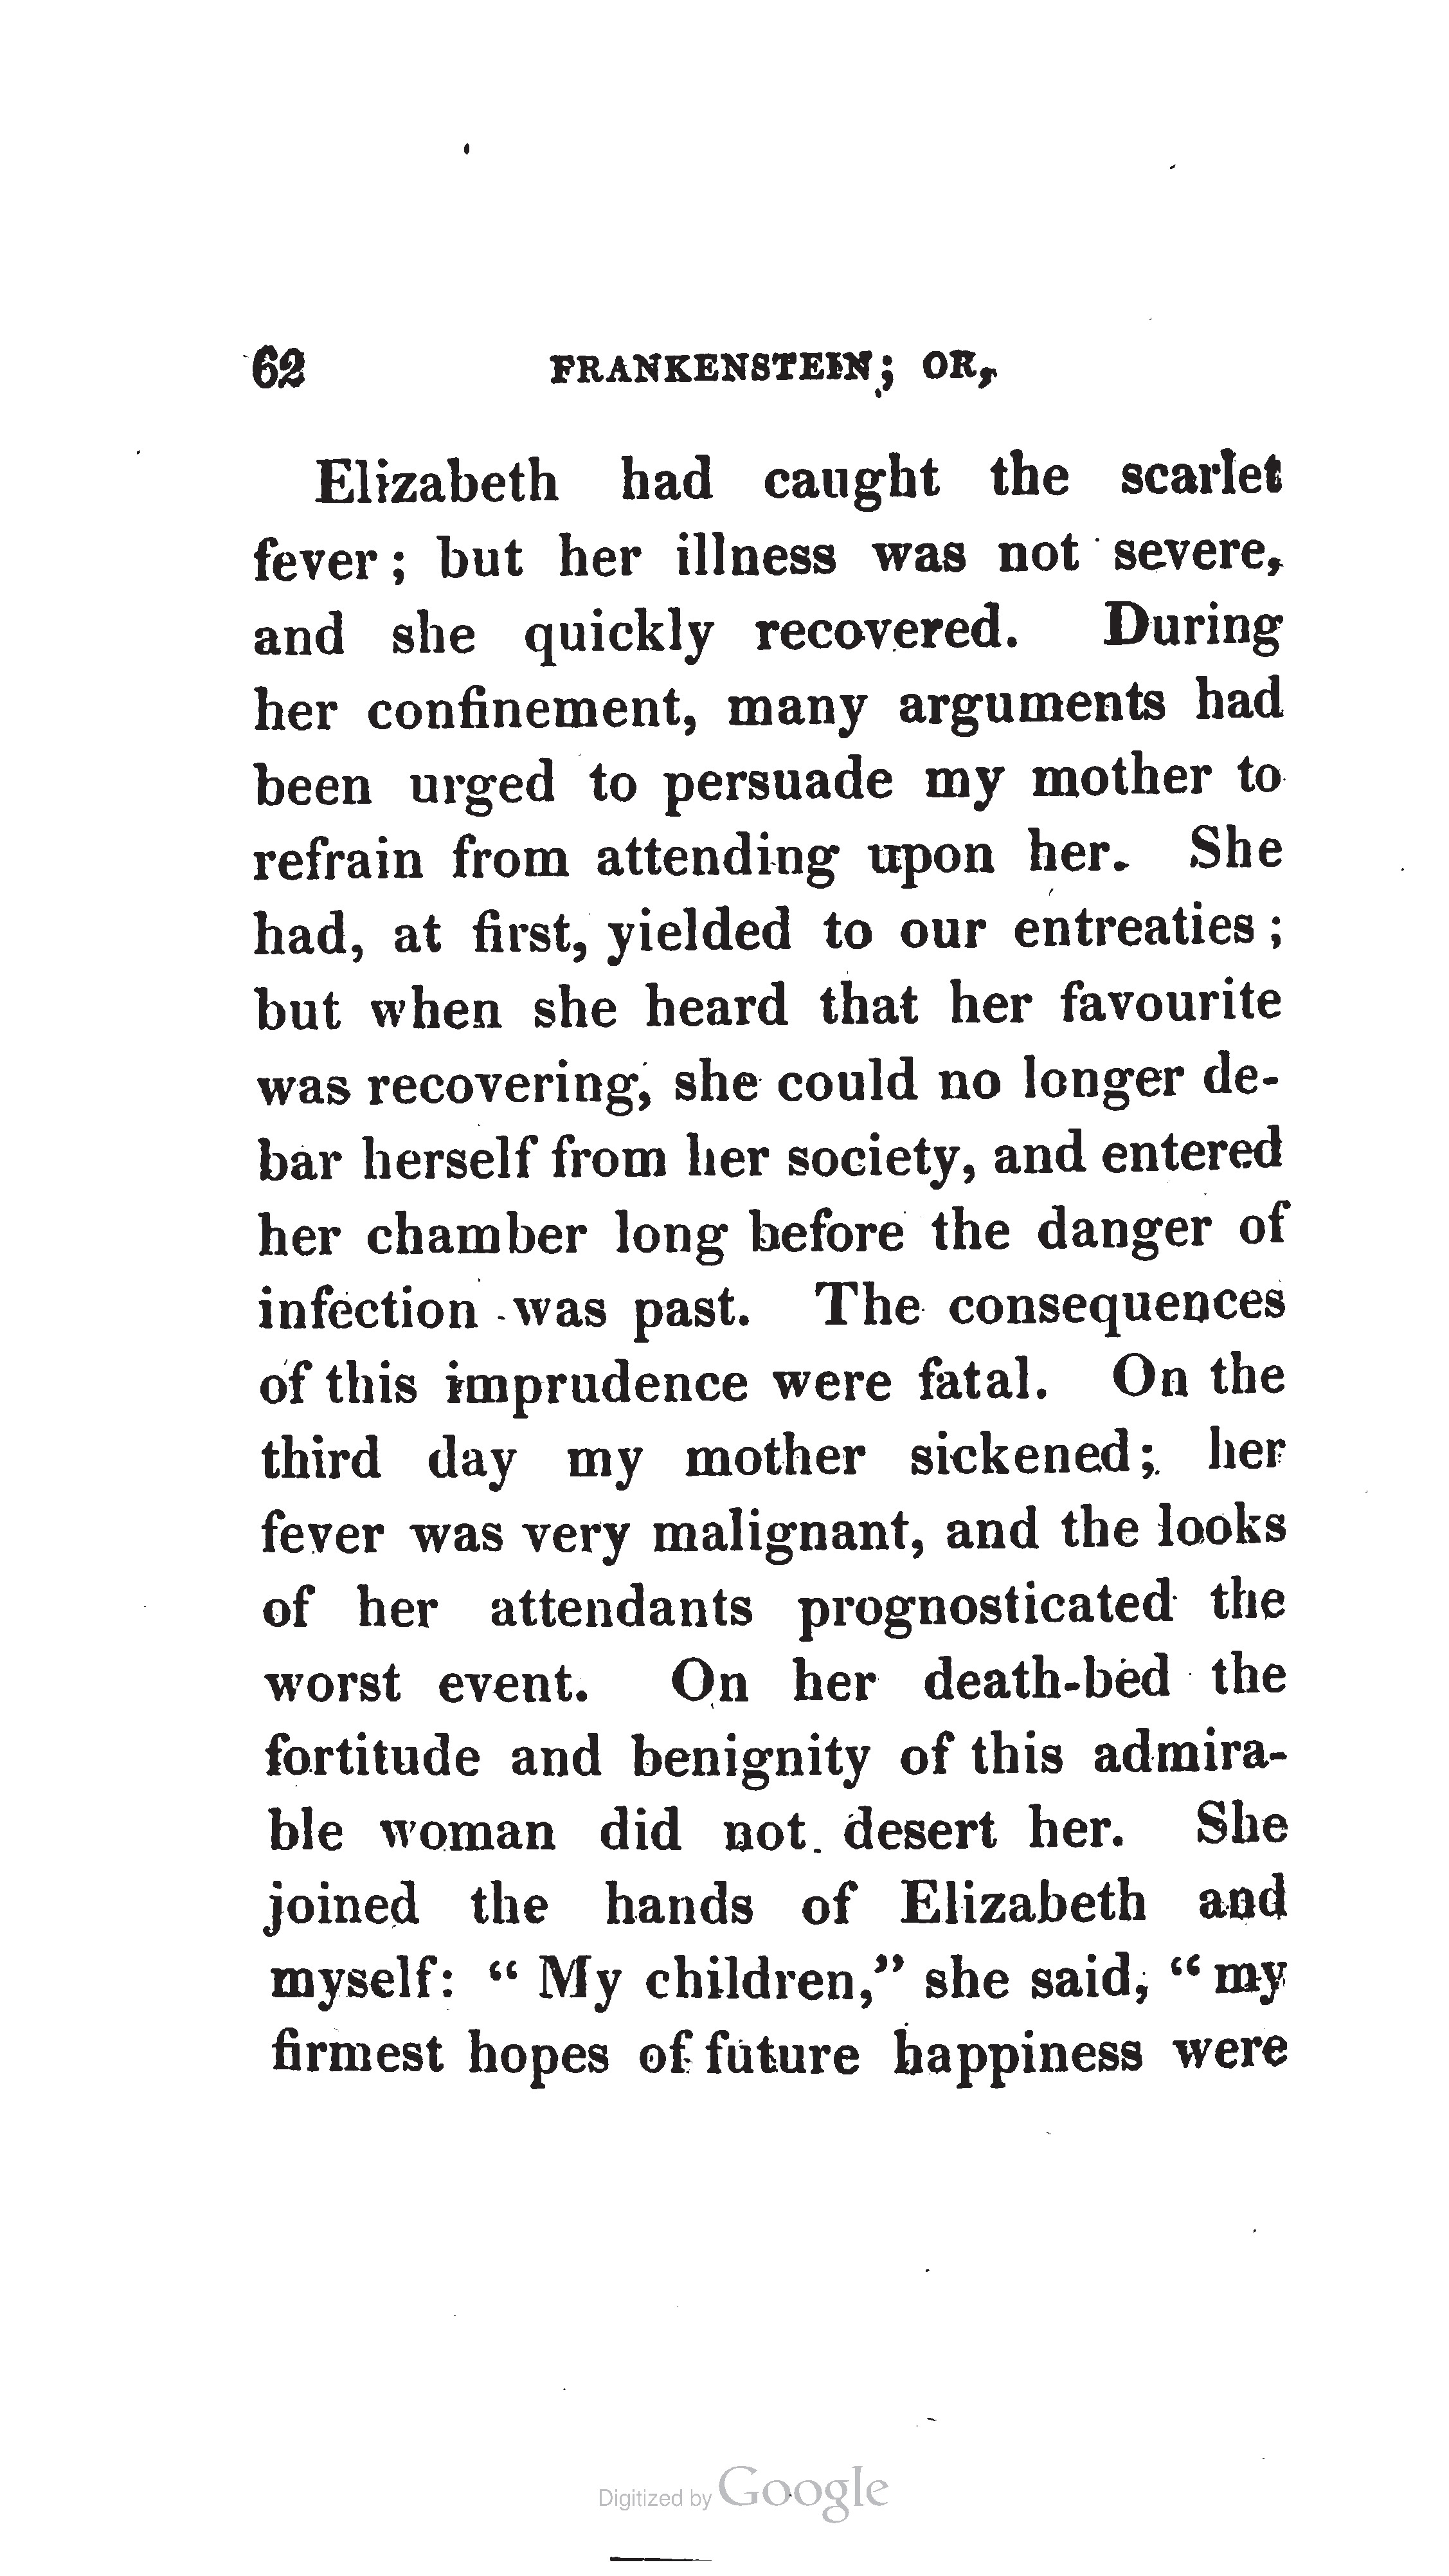 62 FRANKENSTEIN; OR,
Elizabeth had caught the scarlet
fever; but her illness was not severe,
and she quickly recovered. During
her confinement, many arguments had
been urged to persuade my mother to
refrain from attending upon her. She
had, at first, yielded to our entreaties;
but when she heard that her favourite
was recovering, she could no longer de-
bar herself from her society, and entered
her chamber long before the danger of
infection was past. The consequences
of this imprudence were fatal. On the
third day my mother sickened; her
fever was very malignant, and the looks
of her attendants prognosticated the
worst event. On her death-bed the
fortitude and benignity of this admira-
ble woman did not desert her. She
joined the hands of Elizabeth and
myself: “ My children,” she said, “ my
firmest hopes of future happiness were
Digitized by Google